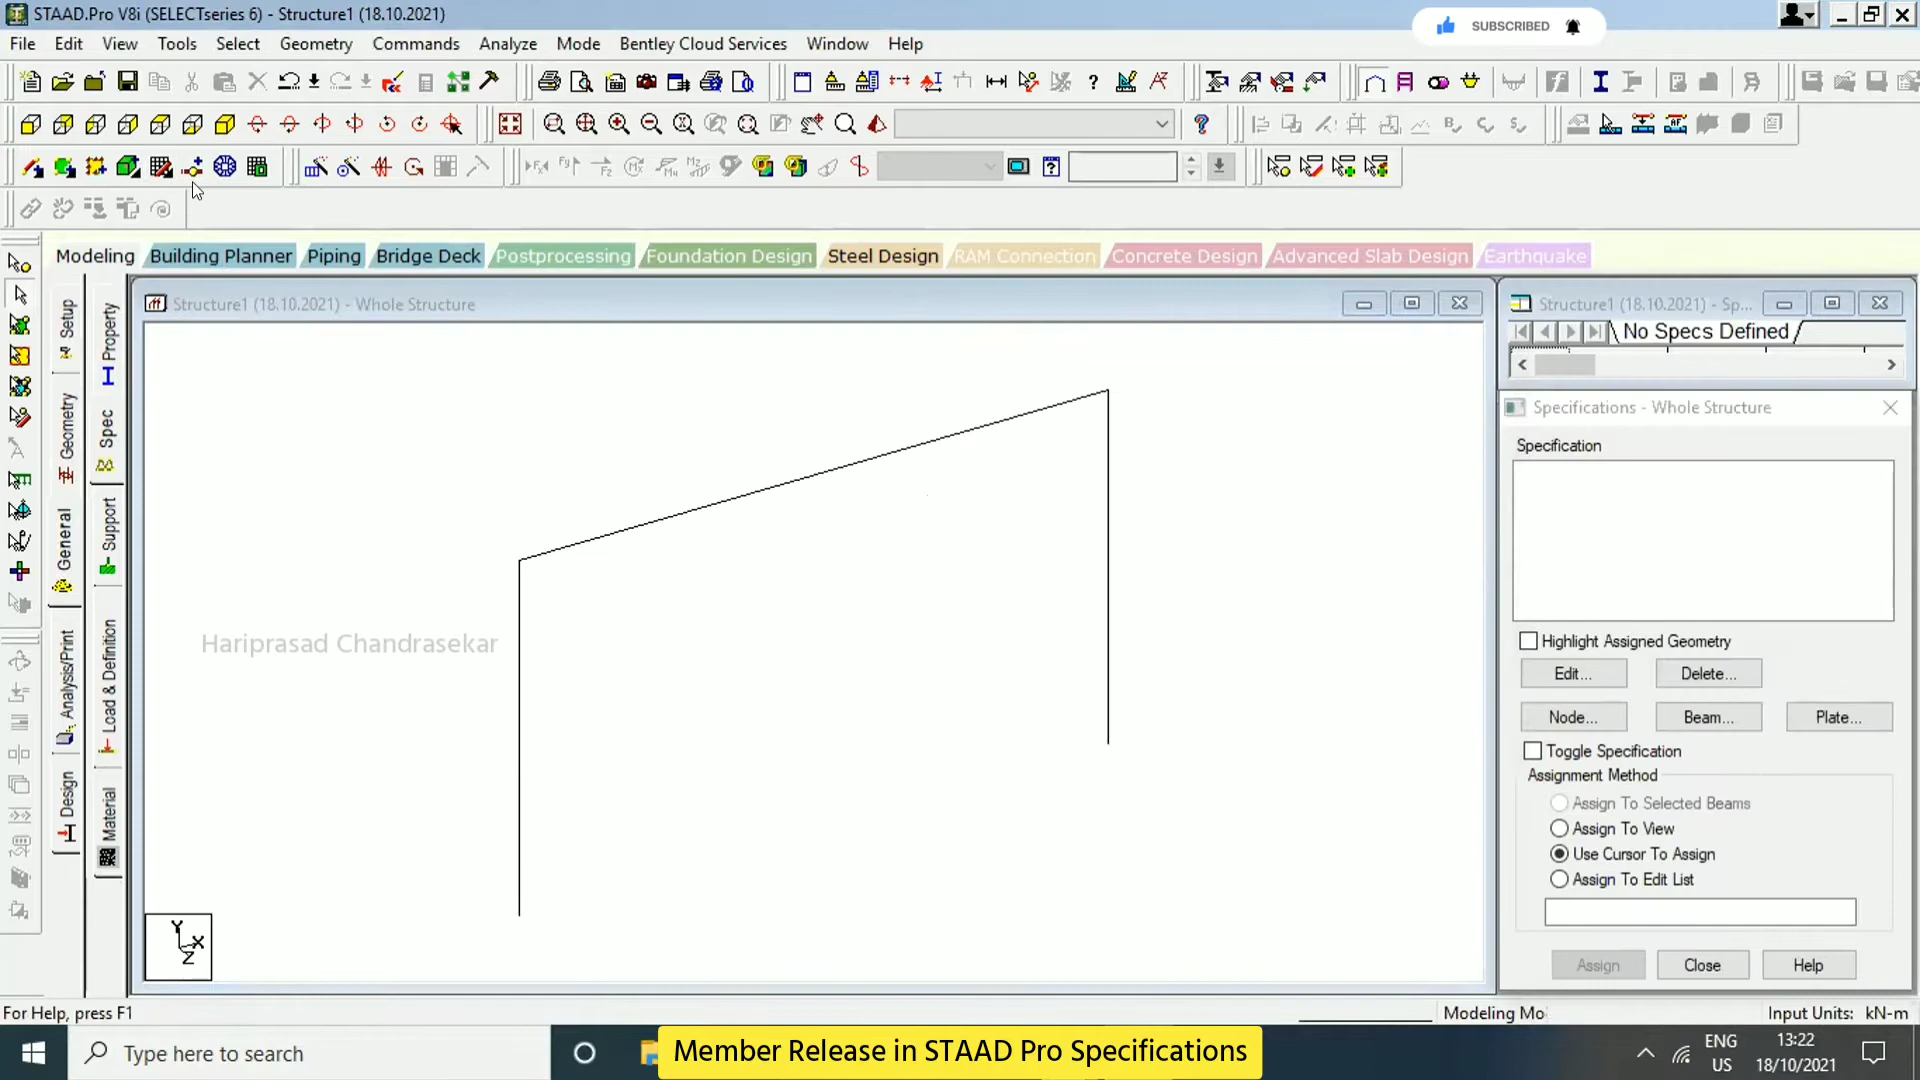 STAAD.Pro V8i (SELECTseries 6) - Structure1 (18.10.2021)
SUBSCRIBED
File Edit View Tools Select Geometry Commands Analyze Mode Bentley Cloud Services Window Help
Modeling Building Planner Piping Bridge Deck Postprocessing Foundation Design Steel Design RAM Connection Concrete Design Advanced Slab Design Earthquake
Structure1 (18.10.2021) - Whole Structure
Structure1 (18.10.2021) - Sp...
No Specs Defined
Specifications - Whole Structure
Specification
Highlight Assigned Geometry
Edit... Delete...
Node... Beam... Plate...
Toggle Specification
Assignment Method
Assign To Selected Beams
Assign To View
Use Cursor To Assign
Assign To Edit List
Assign Close Help
Setup
Geometry
General
Analysis/Print
Design
Property
Spec
Support
Load & Definition
Material
Hariprasad Chandrasekar
Y
X
Z
For Help, press F1
Modeling Mo
Input Units: kN-m
Type here to search
Member Release in STAAD Pro Specifications
ENG
US
13:22
18/10/2021